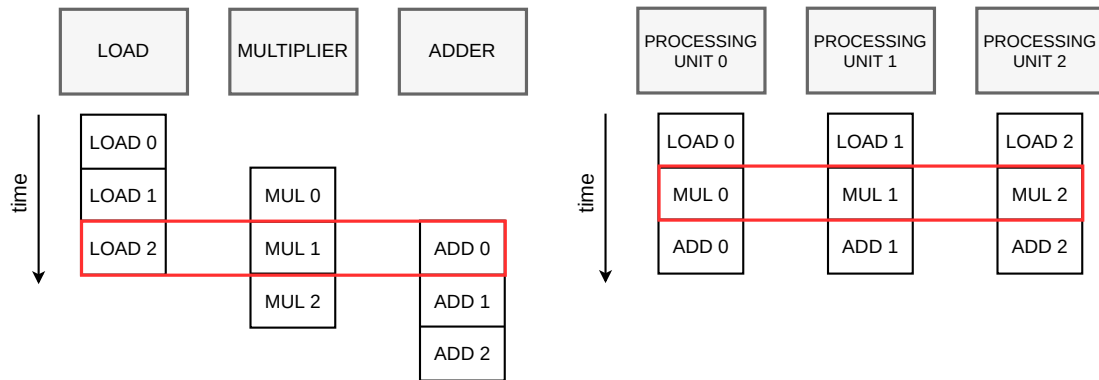 LOAD
MULTIPLIER
ADDER
time
LOAD 0
LOAD 1
MUL 0
LOAD 2
MUL 1
ADD 0
MUL 2
ADD 1
ADD 2
PROCESSING
UNIT 0
PROCESSING
UNIT 1
PROCESSING
UNIT 2
time
LOAD 0
LOAD 1
LOAD 2
MUL 0
MUL 1
MUL 2
ADD 0
ADD 1
ADD 2